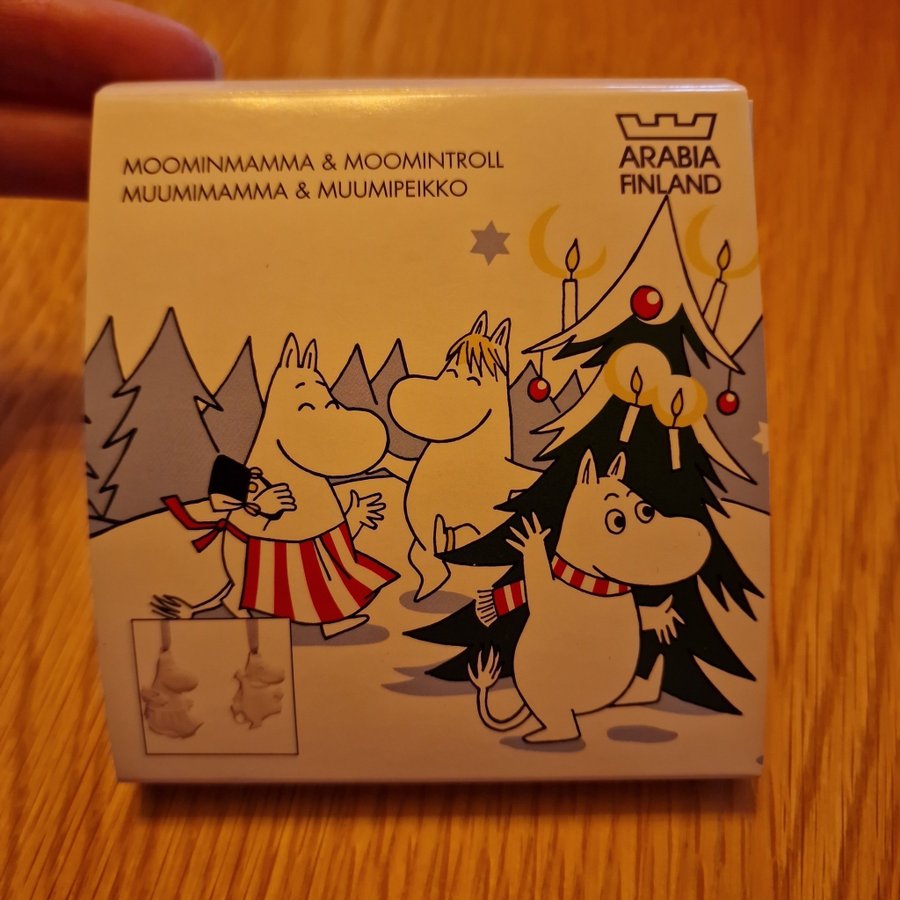 MOOMINMAMMA & MOOMINTROLL
MUUMIMAMMA & MUUMIPEIKKO
ARABIA
FINLAND